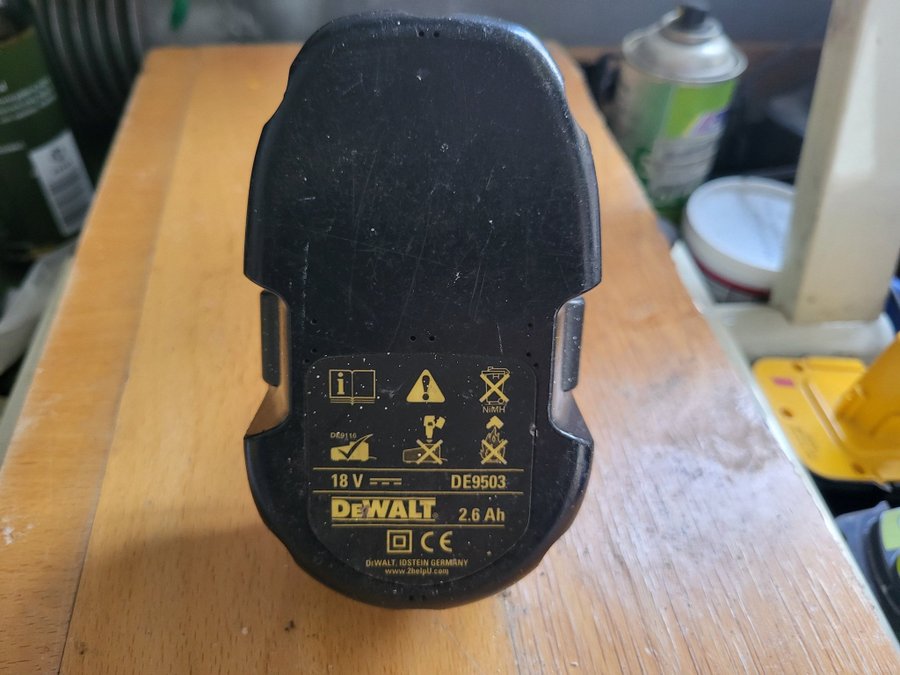 i
NiMH
DE9116
18 V
DE9503
DEWALT
2.6 Ah
CE
DEWALT, IDSTEIN GERMANY
www.2helpU.com